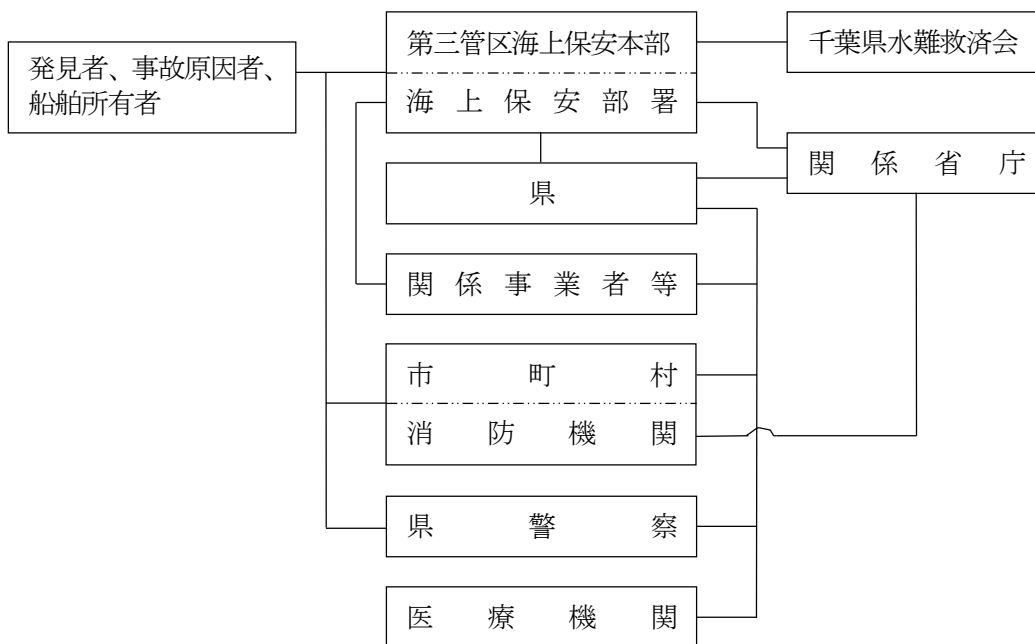 発見者、事故原因者、
船舶所有者
第三管区海上保安本部
海上保安部署
千葉県水難救済会
関係省庁
県
関係事業者等
市町村
消防機関
県警察
医療機関